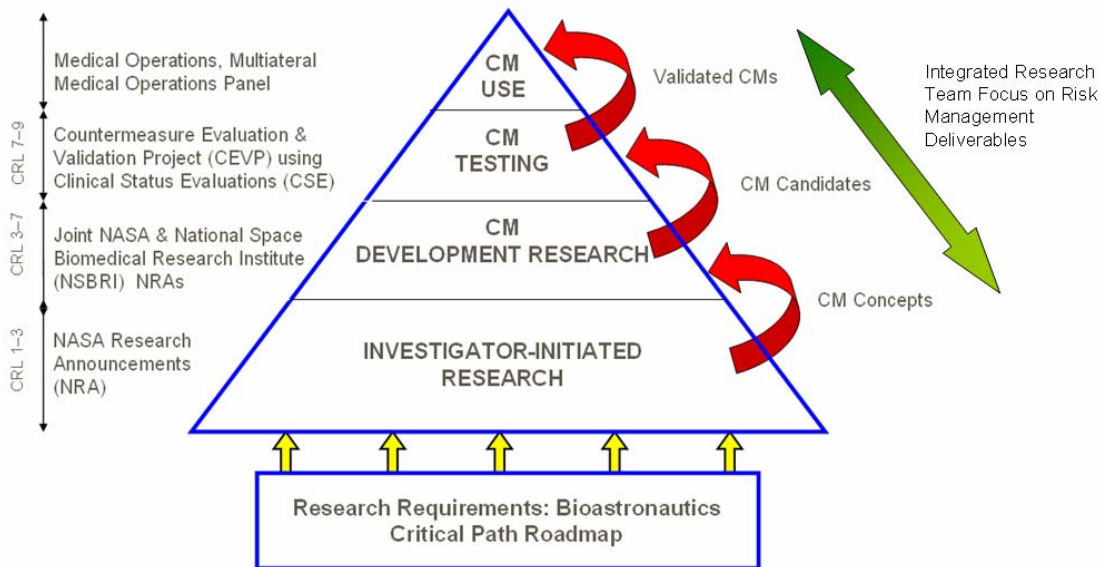 Medical Operations, Multiateral
Medical Operations Panel
CRL 7–9
Countermeasure Evaluation &
Validation Project (CEVP) using
Clinical Status Evaluations (CSE)
CRL 3–7
Joint NASA & National Space
Biomedical Research Institute
(NSBRI) NRAs
CRL 1–3
NASA Research
Announcements
(NRA)
CM
USE
CM
TESTING
CM
DEVELOPMENT RESEARCH
INVESTIGATOR-INITIATED
RESEARCH
Validated CMs
CM Candidates
CM Concepts
Integrated Research
Team Focus on Risk
Management
Deliverables
Research Requirements: Bioastronautics
Critical Path Roadmap